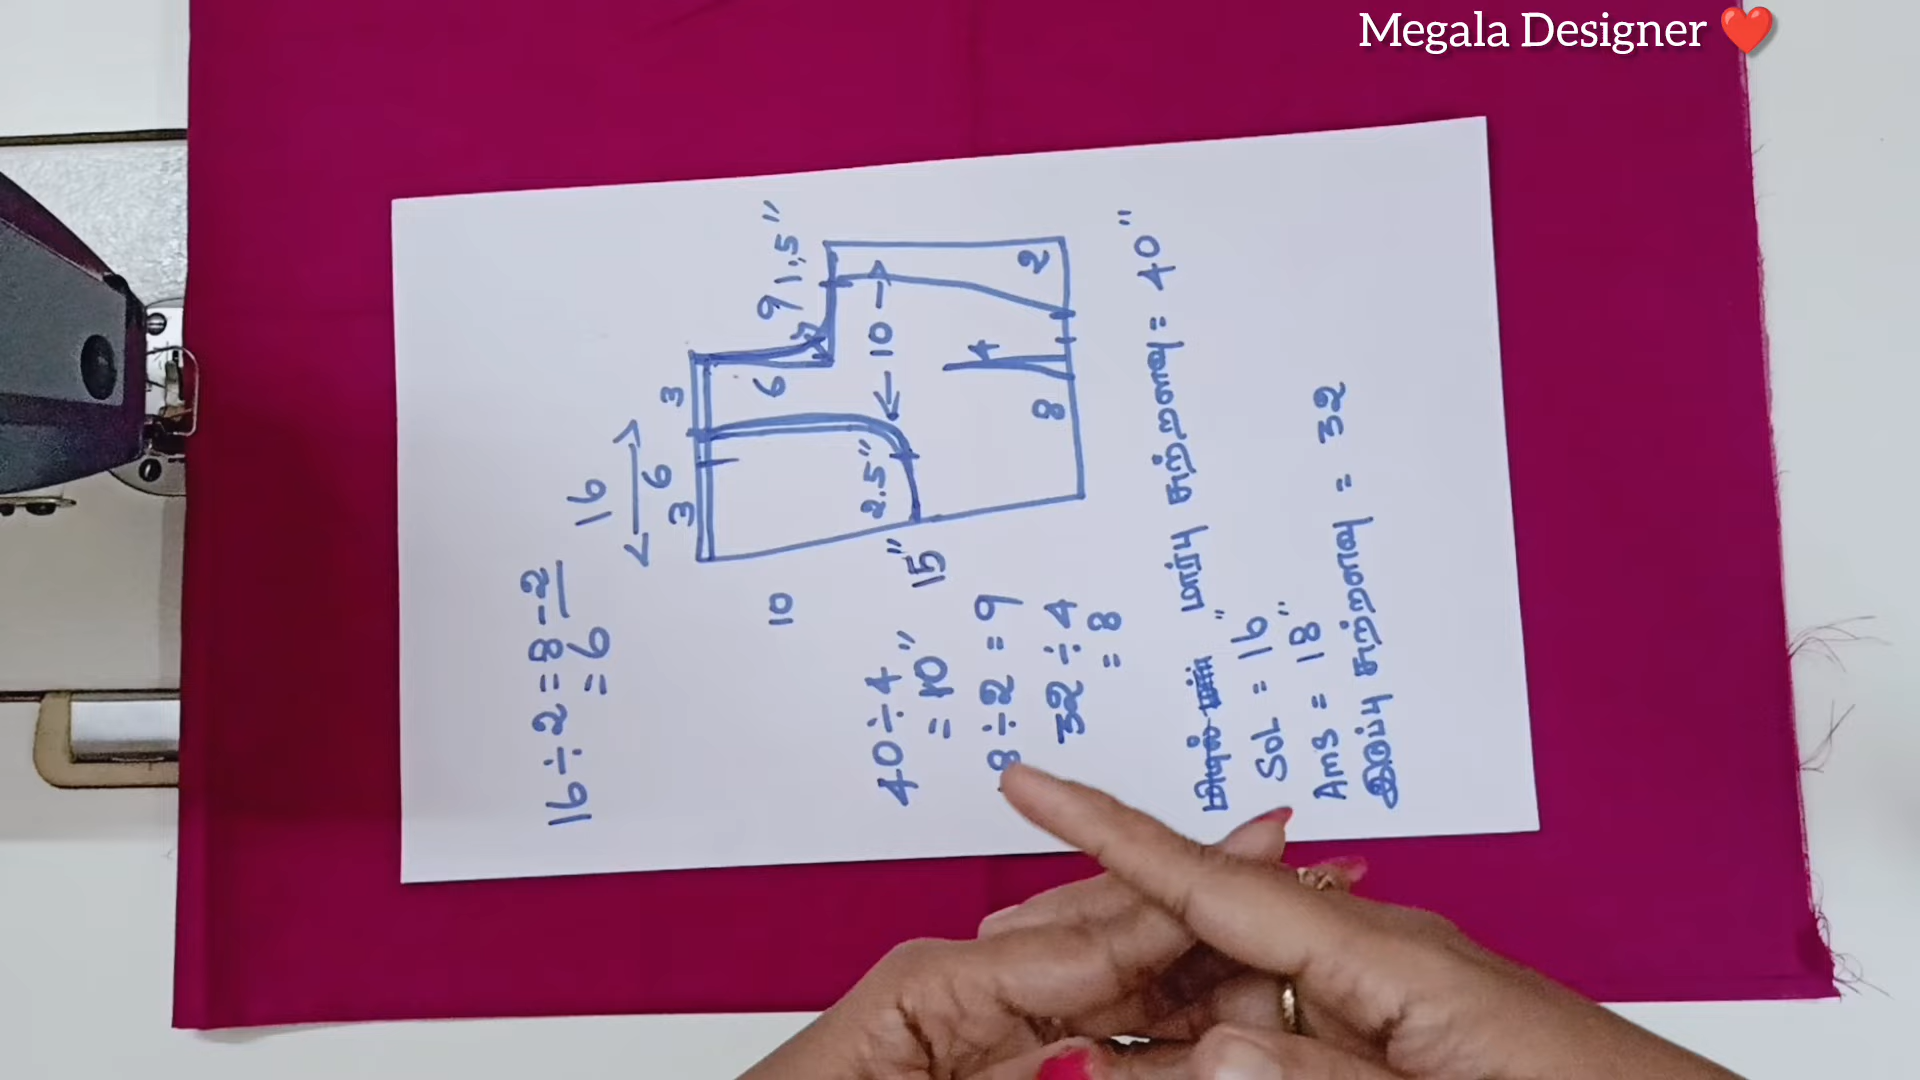 Megala Designer ❤️
16÷2=8-2
=6
16
3 6 3
10
6
9 1.5"
2.5"
←10→
15"
4
8
2
40÷4
=10"
8÷2=9
32÷4
=8
மார்பு சுற்றளவு = 40"
SoL = 16"
Ams = 18"
இடுப்பு சுற்றளவு = 32